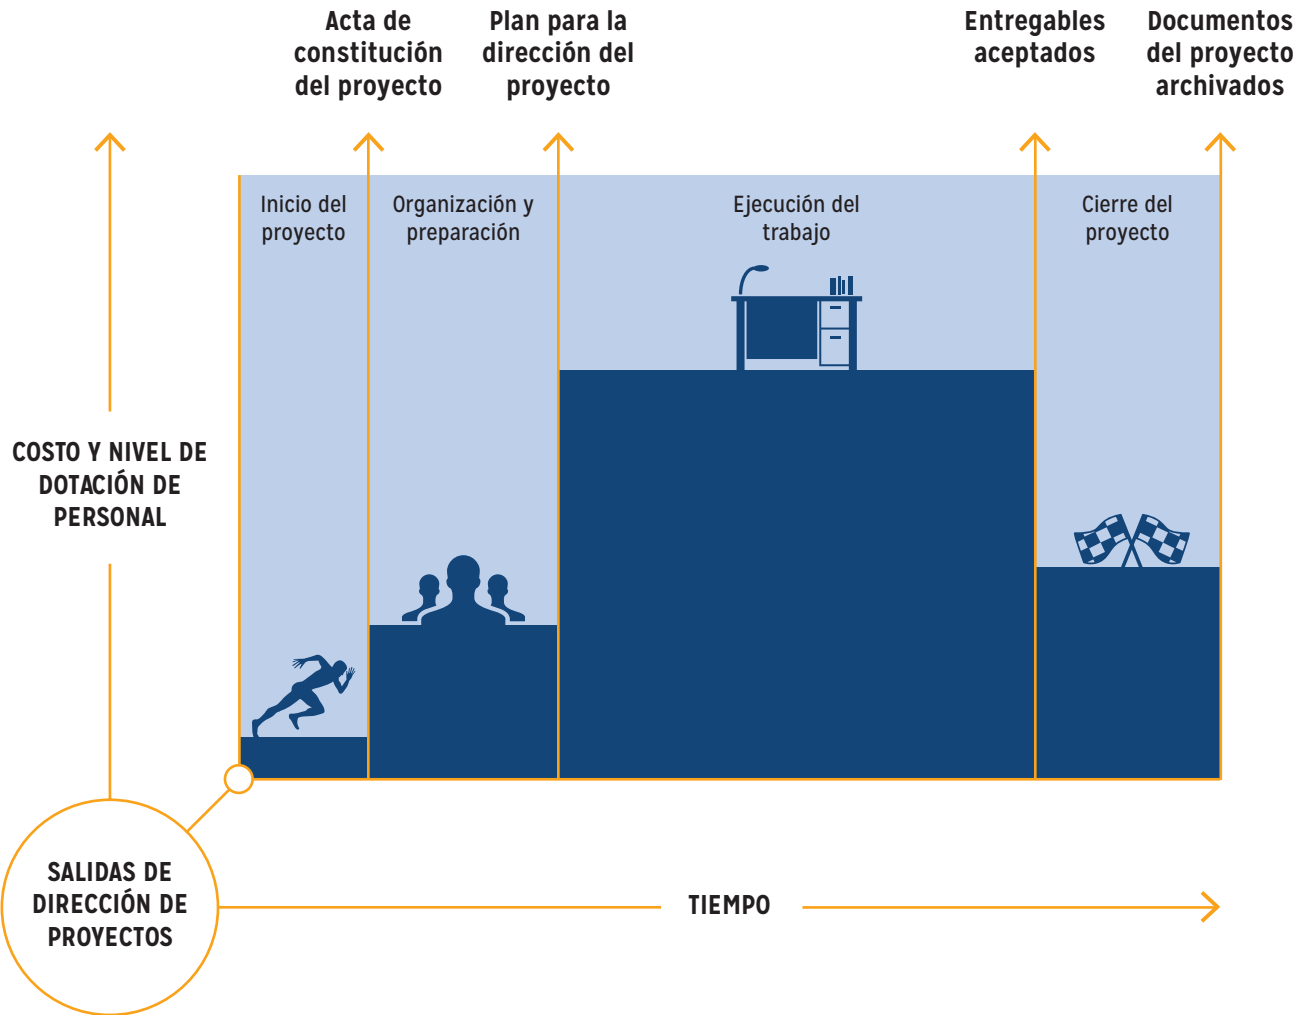 Acta de
constitución
del proyecto
Plan para la
dirección del
proyecto
Entregables
aceptados
Documentos
del proyecto
archivados
Inicio del
proyecto
Organización y
preparación
Ejecución del
trabajo
Cierre del
proyecto
COSTO Y NIVEL DE
DOTACIÓN DE
PERSONAL
SALIDAS DE
DIRECCIÓN DE
PROYECTOS
TIEMPO